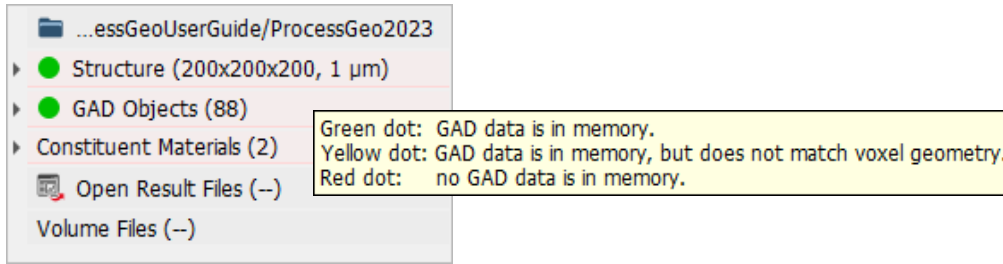 ...essGeoUserGuide/ProcessGeo2023
Structure (200x200x200, 1 µm)
GAD Objects (88)
Constituent Materials (2)
Open Result Files (--)
Volume Files (--)
Green dot: GAD data is in memory.
Yellow dot: GAD data is in memory, but does not match voxel geometry.
Red dot: no GAD data is in memory.